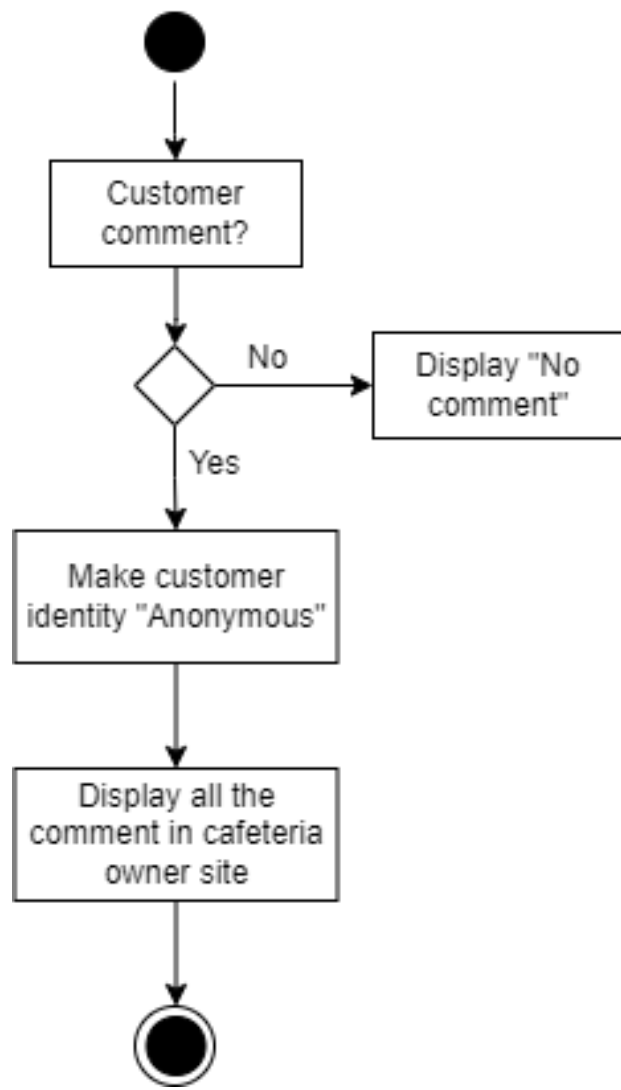 Customer
comment?
No
Display "No
comment"
Yes
Make customer
identity "Anonymous"
Display all the
comment in cafeteria
owner site